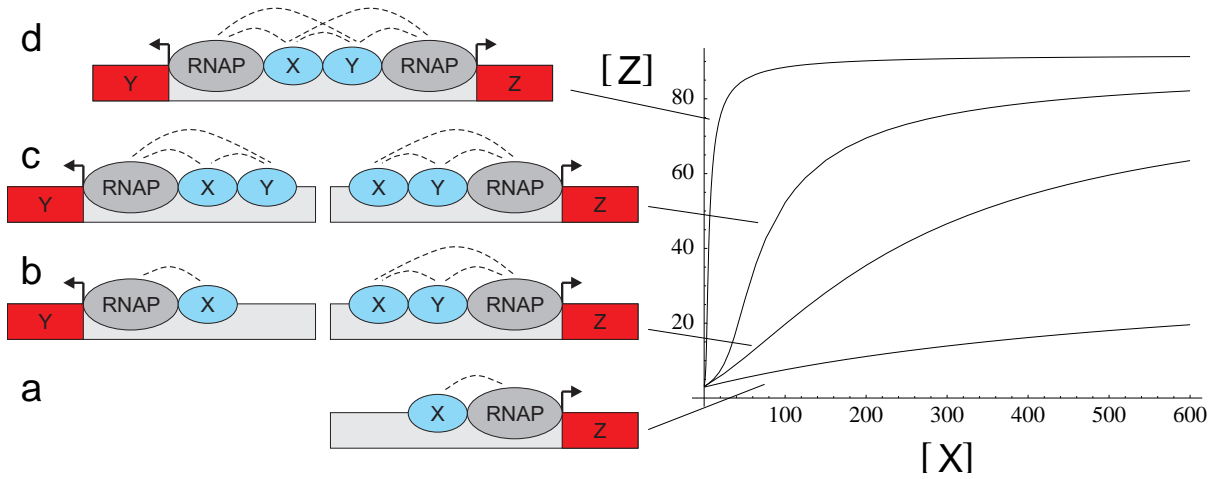 d
Y RNAP X Y RNAP Z
c
Y RNAP X Y X Y RNAP Z
b
Y RNAP X X Y RNAP Z
a
X RNAP Z
[Z]
80
60
40
20
100 200 300 400 500 600
[X]